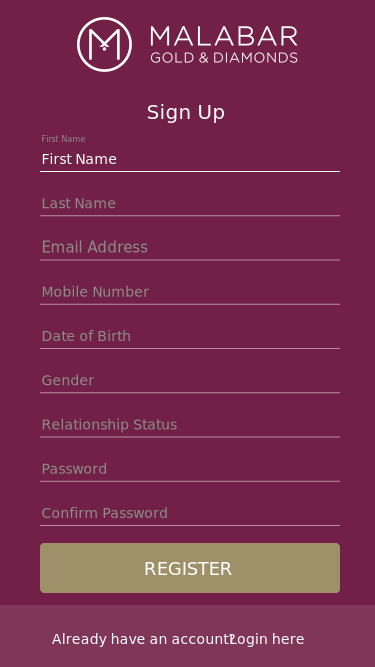 MALABAR
GOLD & DIAMONDS
Sign Up
First Name
First Name
Last Name
Email Address
Mobile Number
Date of Birth
Gender
Relationship Status
Password
Confirm Password
REGISTER
Already have an account? Login here